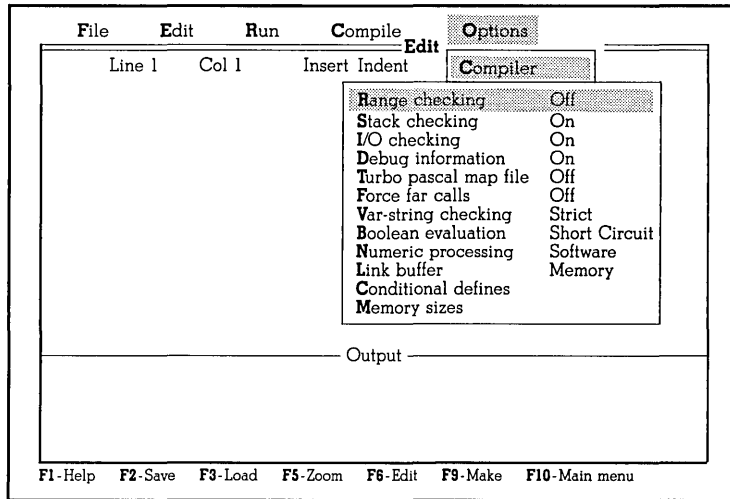 File Edit Run Compile Options
Edit
Line 1 Col 1 Insert Indent Compiler
Range checking Off
Stack checking On
I/O checking On
Debug information On
Turbo pascal map file Off
Force far calls Off
Var-string checking Strict
Boolean evaluation Short Circuit
Numeric processing Software
Link buffer Memory
Conditional defines
Memory sizes
Output
F1-Help F2-Save F3-Load F5-Zoom F6-Edit F9-Make F10-Main menu